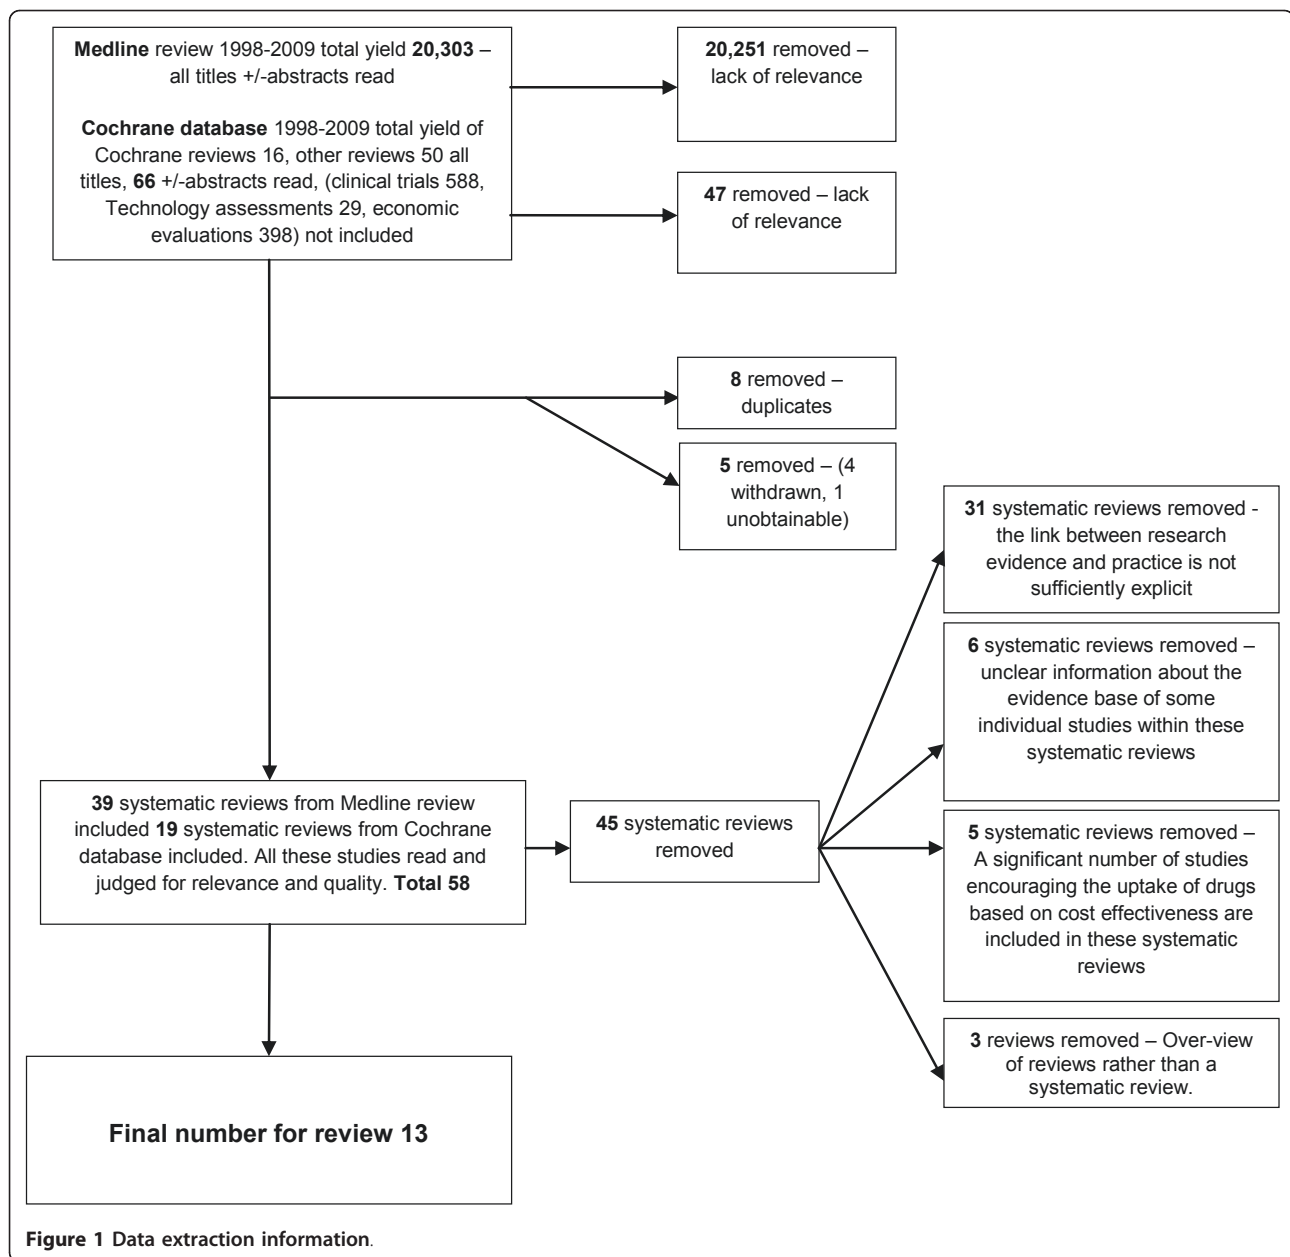 Medline review 1998-2009 total yield 20,303 –
all titles +/-abstracts read
Cochrane database 1998-2009 total yield of
Cochrane reviews 16, other reviews 50 all
titles, 66 +/-abstracts read, (clinical trials 588,
Technology assessments 29, economic
evaluations 398) not included
20,251 removed –
lack of relevance
47 removed – lack
of relevance
8 removed –
duplicates
5 removed – (4
withdrawn, 1
unobtainable)
31 systematic reviews removed -
the link between research
evidence and practice is not
sufficiently explicit
6 systematic reviews removed –
unclear information about the
evidence base of some
individual studies within these
systematic reviews
39 systematic reviews from Medline review
included 19 systematic reviews from Cochrane
database included. All these studies read and
judged for relevance and quality. Total 58
45 systematic reviews
removed
5 systematic reviews removed –
A significant number of studies
encouraging the uptake of drugs
based on cost effectiveness are
included in these systematic
reviews
3 reviews removed – Over-view
of reviews rather than a
systematic review.
Final number for review 13
Figure 1 Data extraction information.